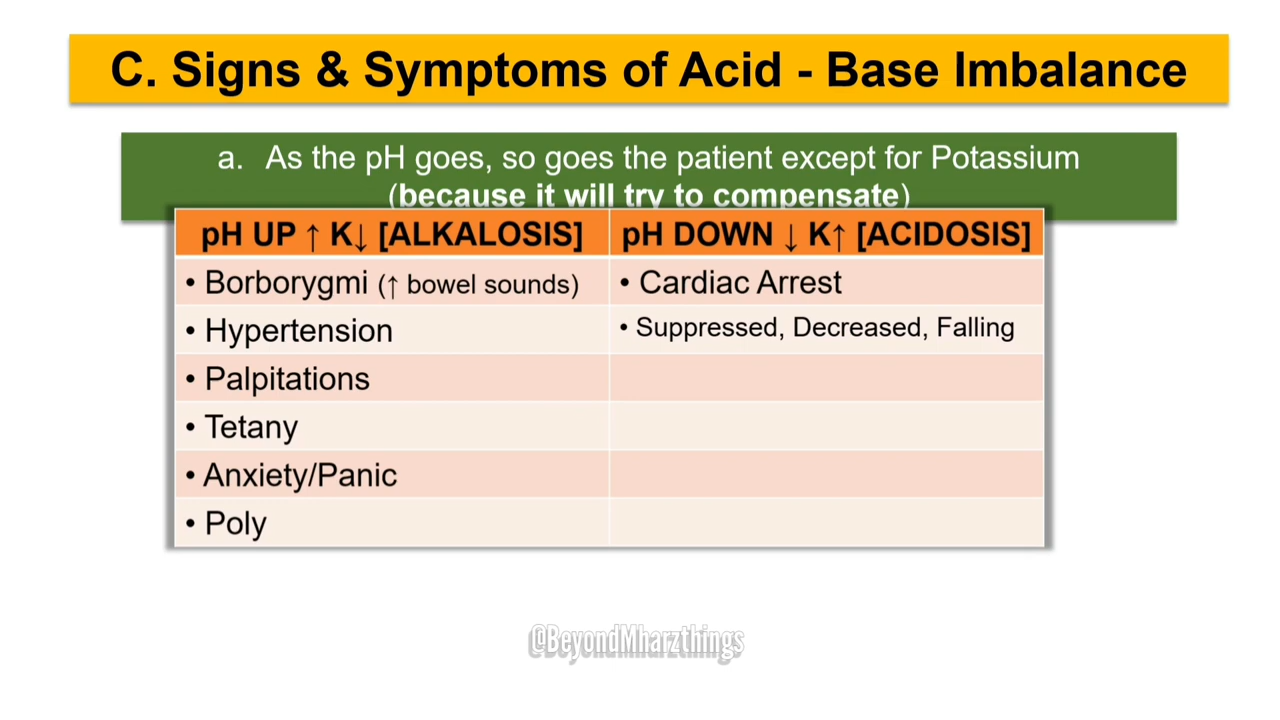 C. Signs & Symptoms of Acid - Base Imbalance
a. As the pH goes, so goes the patient except for Potassium
(because it will try to compensate)
pH UP ↑ K↓ [ALKALOSIS]
pH DOWN ↓ K↑ [ACIDOSIS]
• Borborygmi (↑ bowel sounds)
• Cardiac Arrest
• Hypertension
• Suppressed, Decreased, Falling
• Palpitations
• Tetany
• Anxiety/Panic
• Poly
@BeyondMharzthings